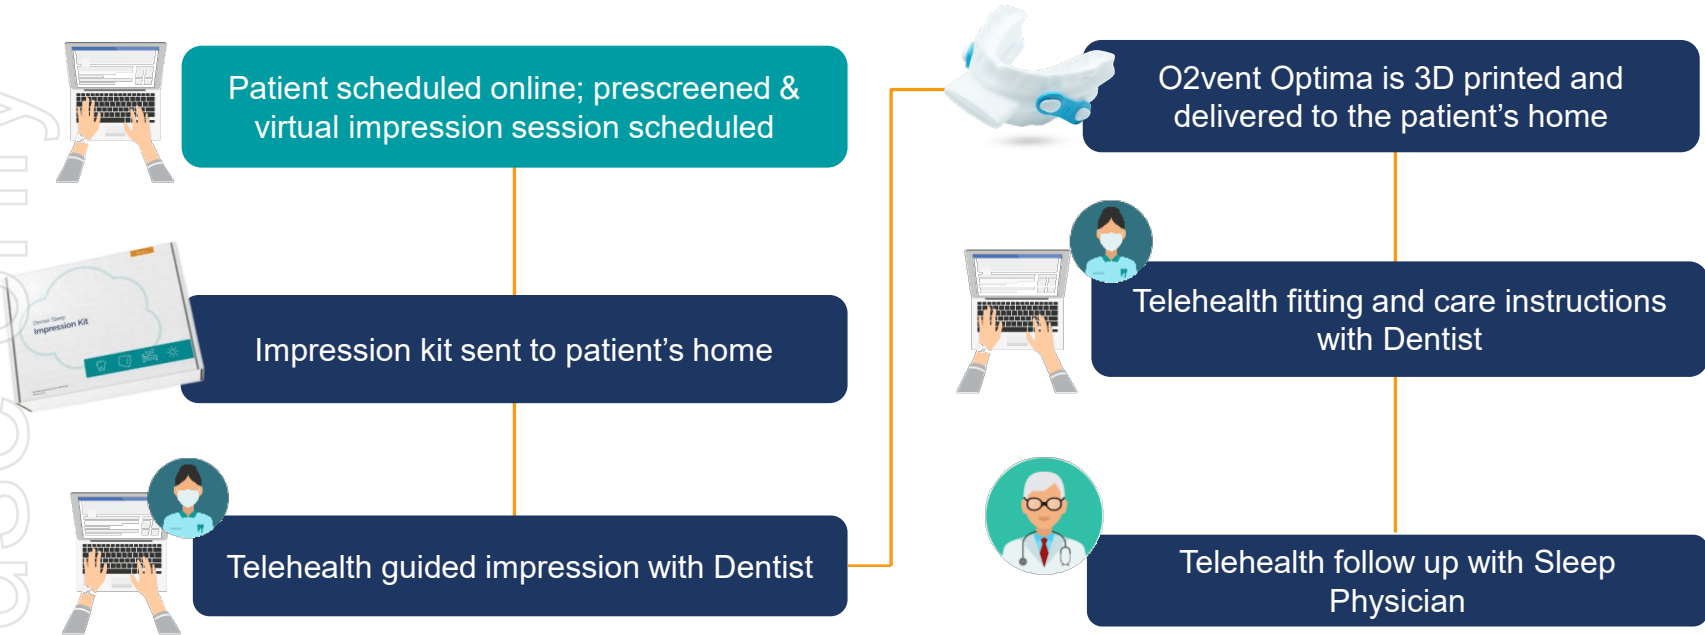 Patient scheduled online; prescreened &
virtual impression session scheduled
Dental Sleep
Impression Kit
Impression kit sent to patient’s home
Telehealth guided impression with Dentist
O2vent Optima is 3D printed and
delivered to the patient’s home
Telehealth fitting and care instructions
with Dentist
Telehealth follow up with Sleep
Physician